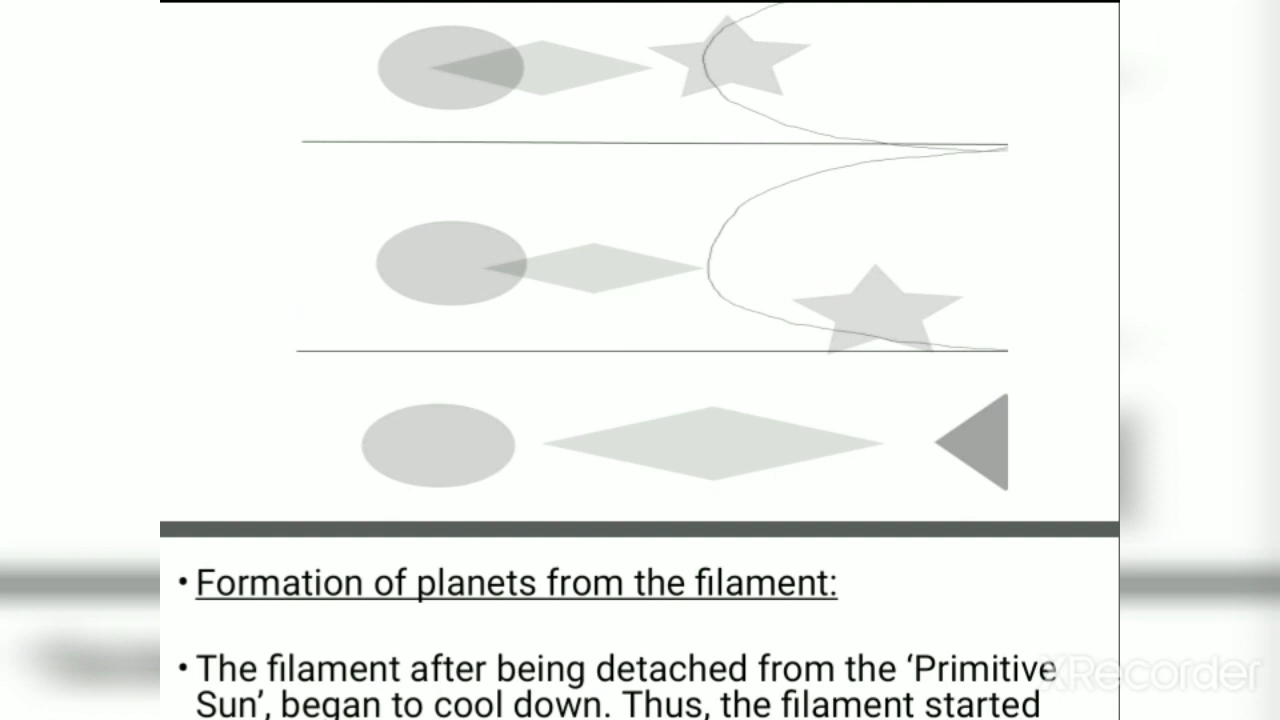 • Formation of planets from the filament:
• The filament after being detached from the ‘Primitive
Sun’, began to cool down. Thus, the filament started
XRecorder